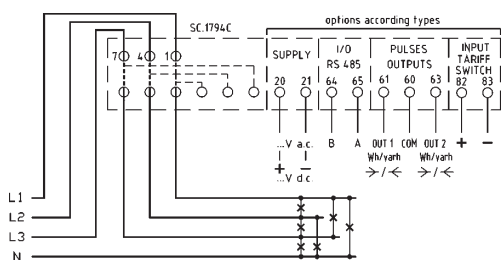 SC.1794C
options according types
SUPPLY
I/O
RS 485
PULSES
OUTPUTS
INPUT
TARIFF
SWITCH
7 4 1
20 21 64 65 61 60 63 82 83
...V a.c.
B A
OUT 1 COM OUT 2
+ −
Wh/varh Wh/varh
+ −
...V d.c.
L1
L2
L3
N